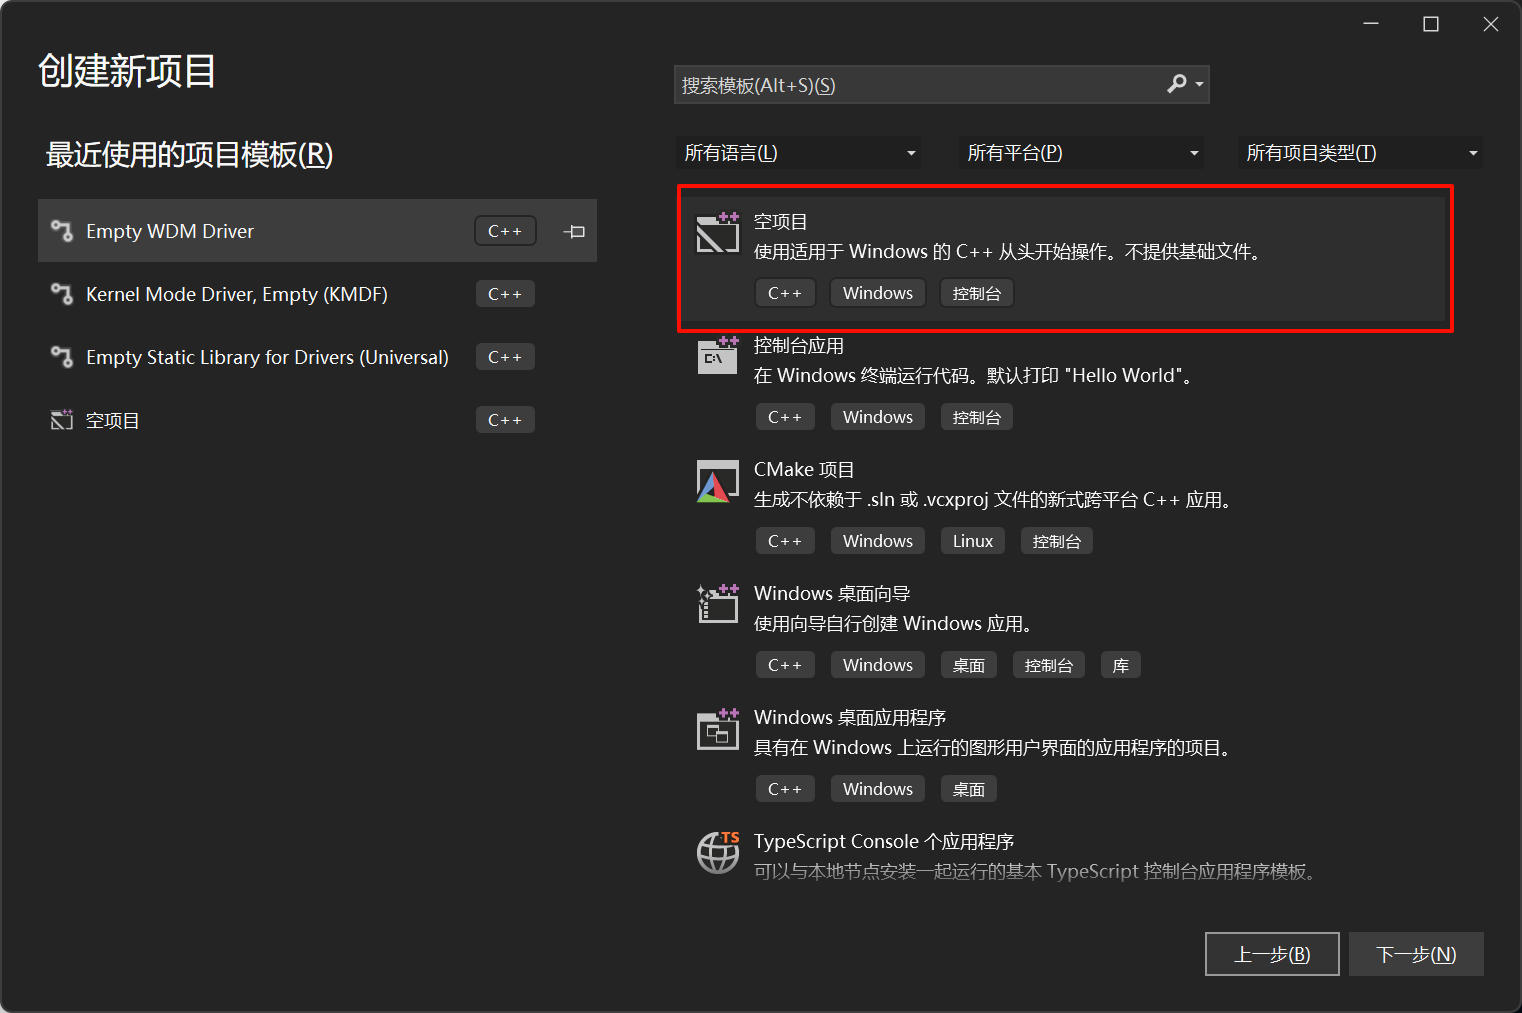 创建新项目
搜索模板(Alt+S)(S)
最近使用的项目模板(R)
所有语言(L)
所有平台(P)
所有项目类型(T)
Empty WDM Driver
C++
Kernel Mode Driver, Empty (KMDF)
C++
Empty Static Library for Drivers (Universal)
C++
空项目
C++
空项目
使用适用于 Windows 的 C++ 从头开始操作。不提供基础文件。
C++ Windows 控制台
控制台应用
在 Windows 终端运行代码。默认打印 "Hello World"。
C++ Windows 控制台
CMake 项目
生成不依赖于 .sln 或 .vcxproj 文件的新式跨平台 C++ 应用。
C++ Windows Linux 控制台
Windows 桌面向导
使用向导自行创建 Windows 应用。
C++ Windows 桌面 控制台 库
Windows 桌面应用程序
具有在 Windows 上运行的图形用户界面的应用程序的项目。
C++ Windows 桌面
TS
TypeScript Console 个应用程序
可以与本地节点安装一起运行的基本 TypeScript 控制台应用程序模板。
上一步(B)
下一步(N)